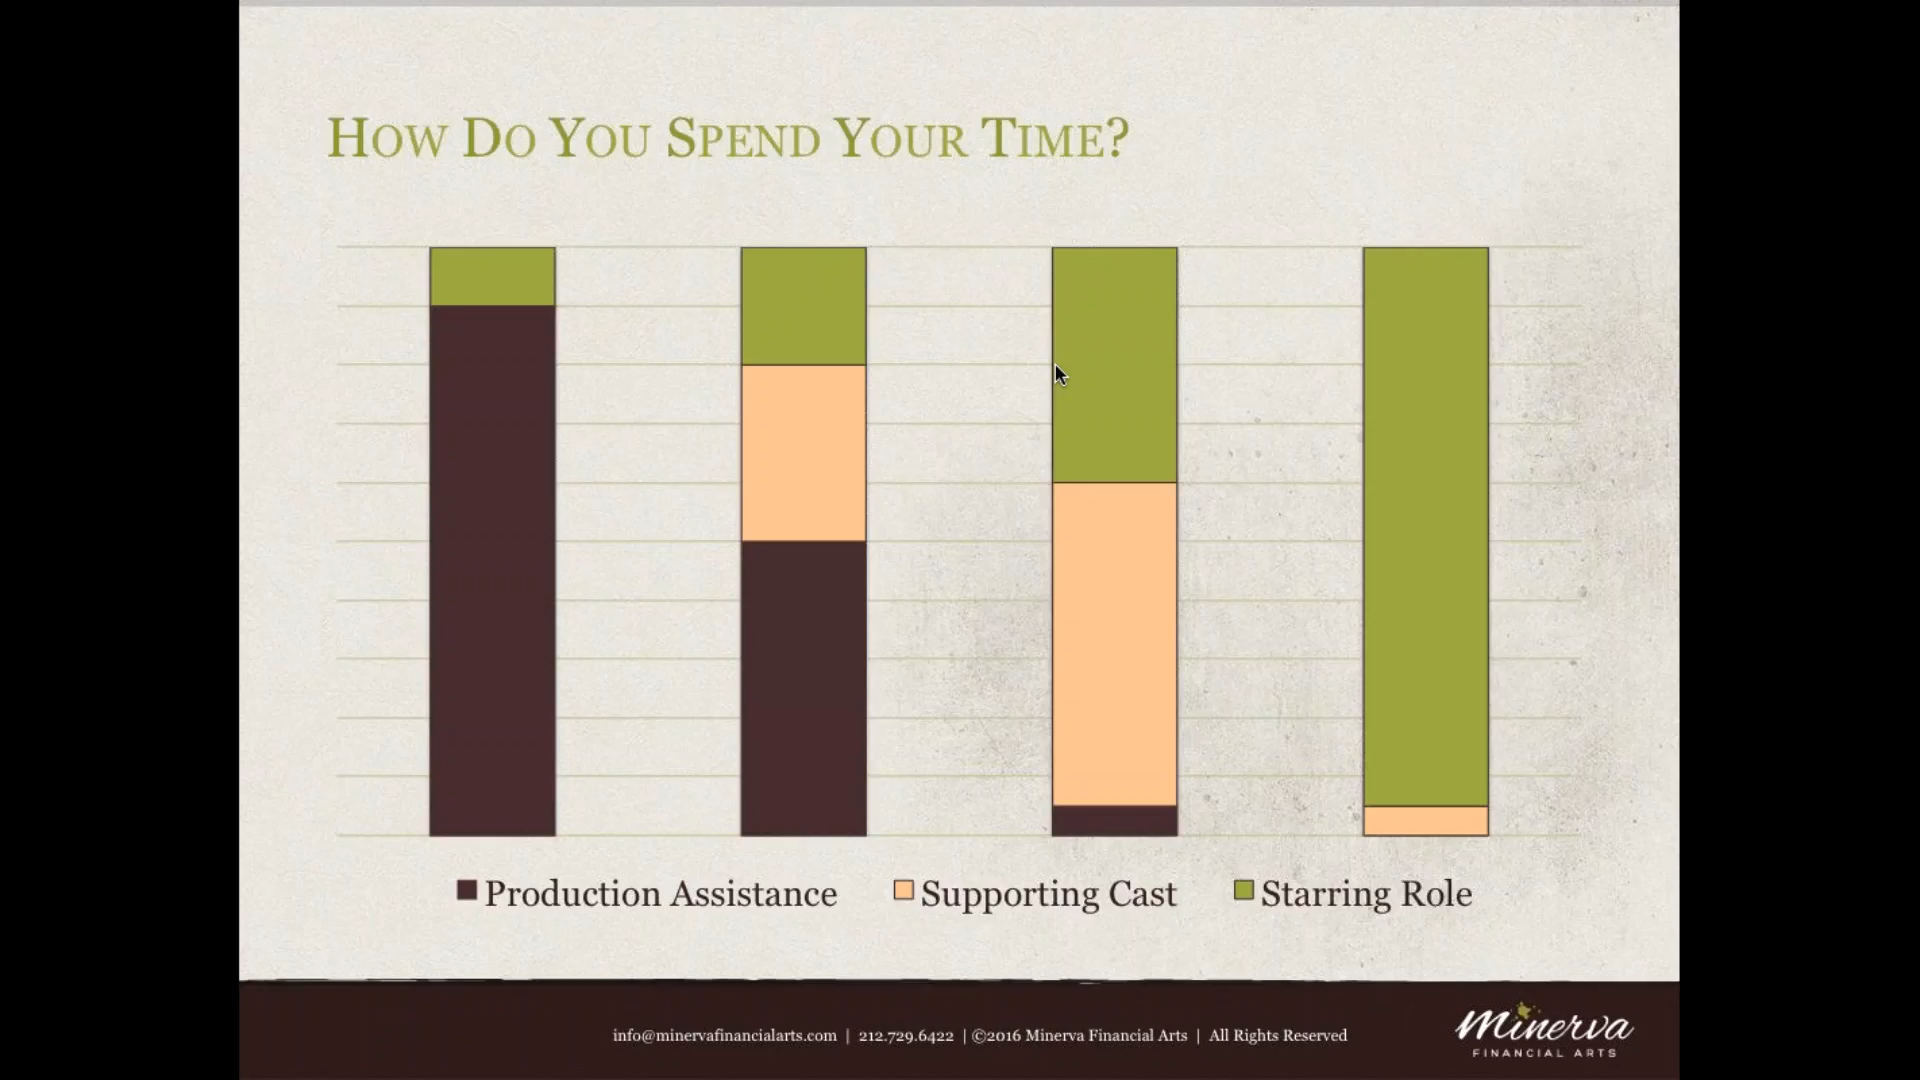 How Do You Spend Your Time?
Production Assistance
Supporting Cast
Starring Role
info@minervafinancialarts.com | 212.729.6422 | ©2016 Minerva Financial Arts | All Rights Reserved
Minerva
FINANCIAL ARTS